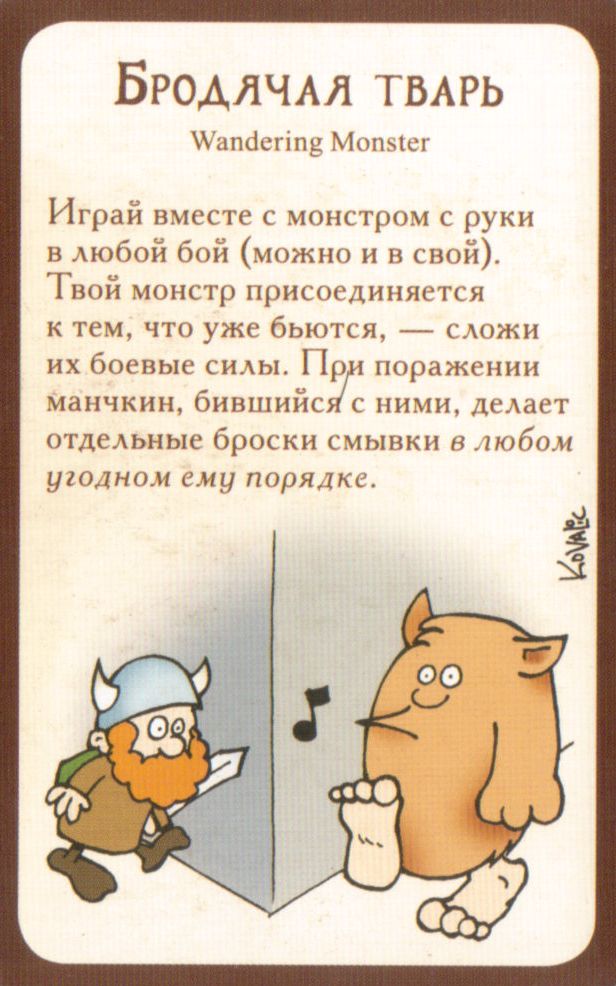 Бродячая тварь
Wandering Monster
Играй вместе с монстром с руки
в любой бой (можно и в свой).
Твой монстр присоединяется
к тем, что уже бьются, — сложи
их боевые силы. При поражении
манчкин, бившийся с ними, делает
отдельные броски смывки в любом
угодном ему порядке.
Kovalic